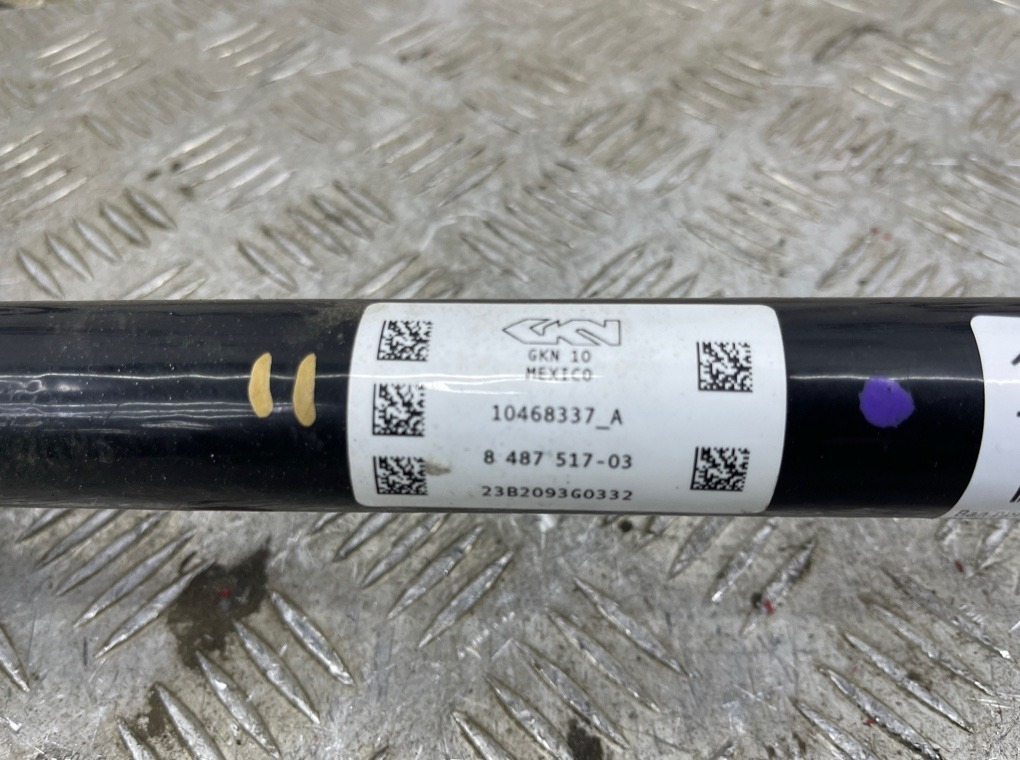 GKN
GKN 10
MEXICO
10468337_A
8 487 517-03
23B2093G0332